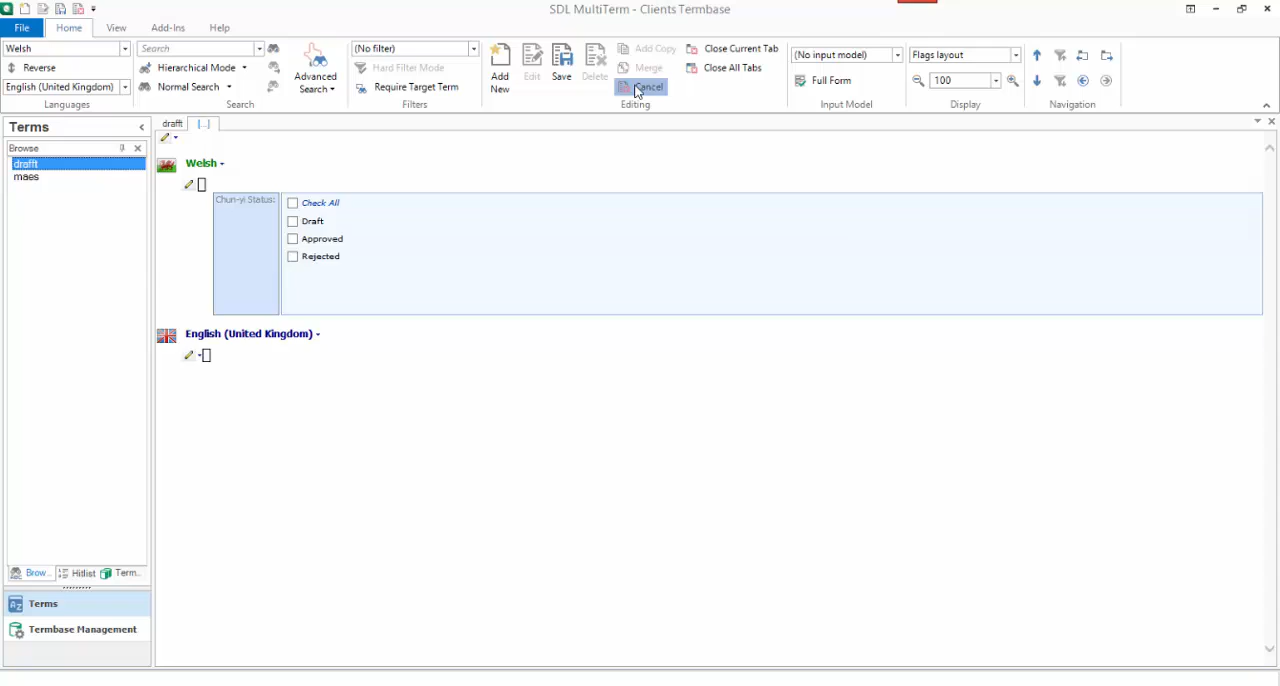 SDL MultiTerm - Clients Termbase
File Home View Add-Ins Help
Welsh
Reverse
English (United Kingdom)
Languages
Search
Hierarchical Mode
Normal Search
Advanced
Search
Search
(No filter)
Hard Filter Mode
Require Target Term
Filters
Add
New
Edit
Save
Delete
Add Copy
Merge
Cancel
Close Current Tab
Close All Tabs
Editing
(No input model)
Full Form
Input Model
Flags layout
100
Display
Navigation
Terms
Browse
drafft
maes
Brow...
Hitlist
Term...
Terms
Termbase Management
drafft
[...]
Welsh
Chun-yi Status:
Check All
Draft
Approved
Rejected
English (United Kingdom)